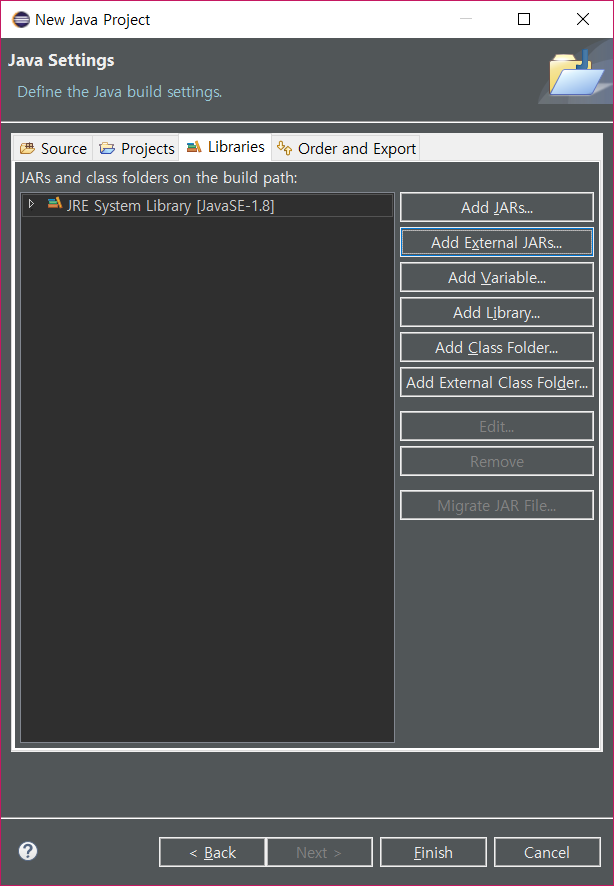 New Java Project
Java Settings
Define the Java build settings.
Source Projects Libraries Order and Export
JARs and class folders on the build path:
JRE System Library [JavaSE-1.8]
Add JARs...
Add External JARs...
Add Variable...
Add Library...
Add Class Folder...
Add External Class Folder...
Edit...
Remove
Migrate JAR File...
?
< Back Next > Finish Cancel